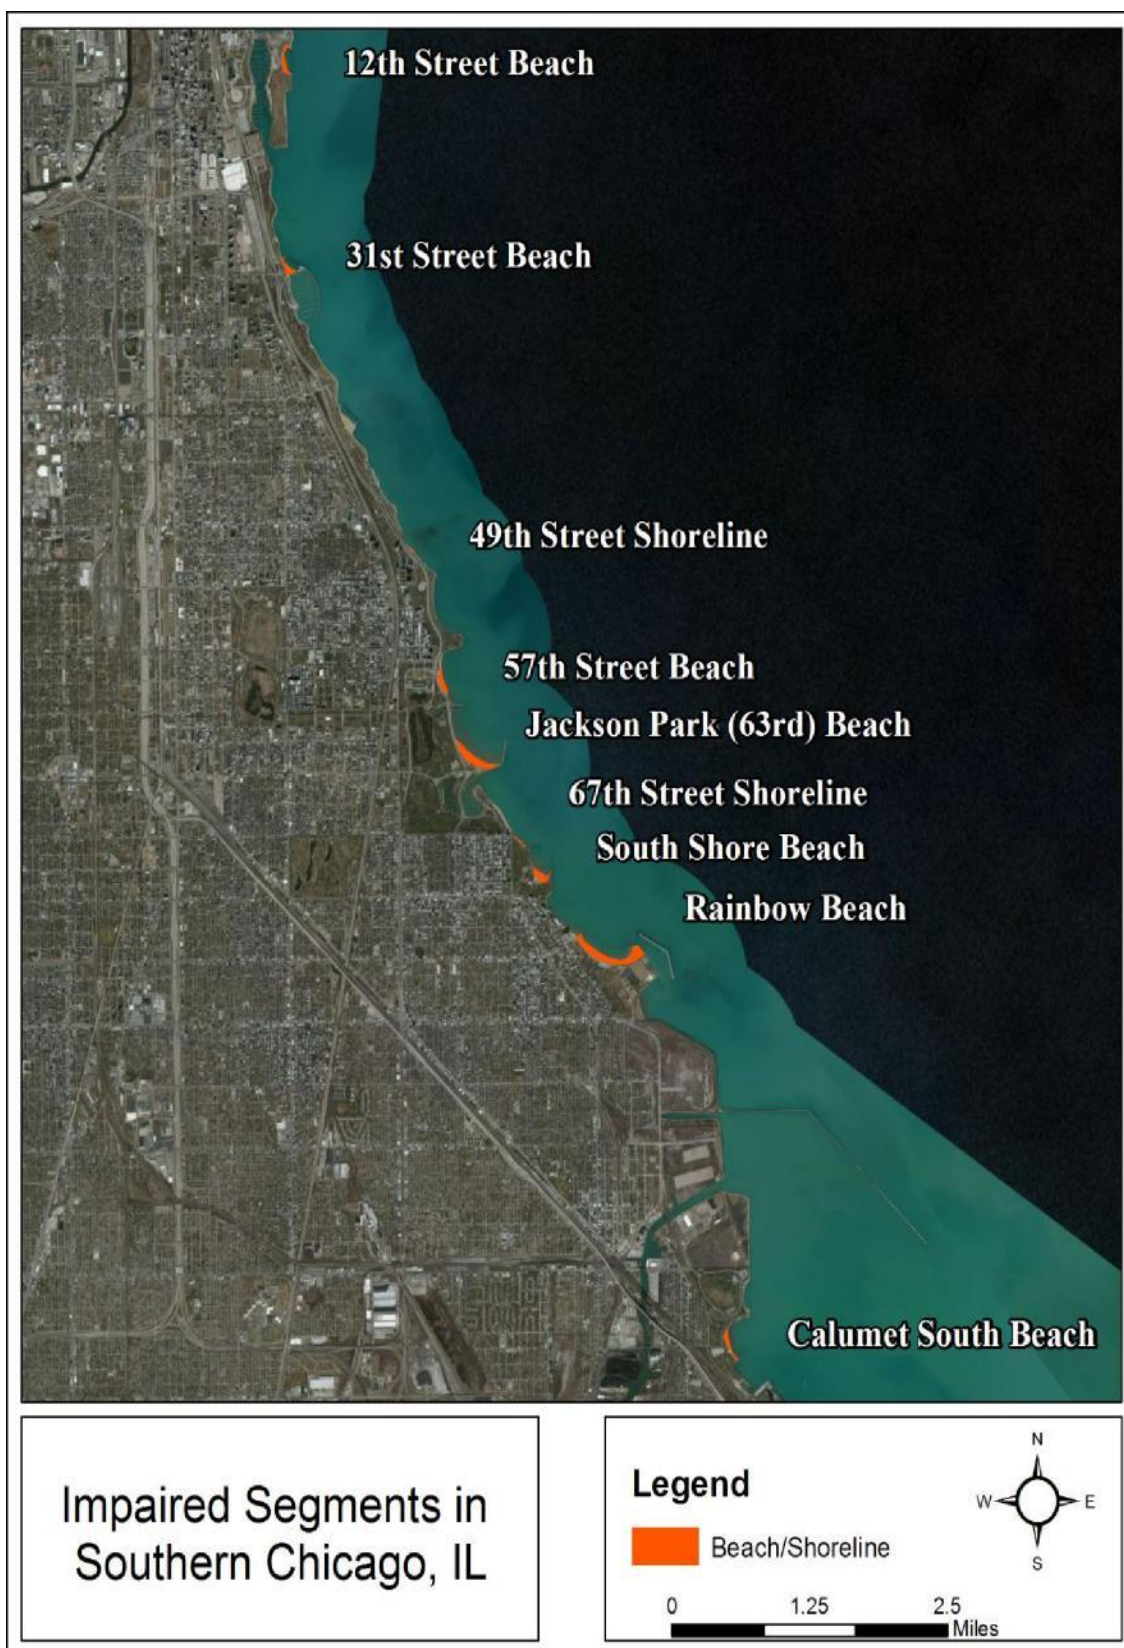 12th Street Beach
31st Street Beach
49th Street Shoreline
57th Street Beach
Jackson Park (63rd) Beach
67th Street Shoreline
South Shore Beach
Rainbow Beach
Calumet South Beach
Impaired Segments in
Southern Chicago, IL
Legend
Beach/Shoreline
N
W
E
S
0
1.25
2.5
Miles